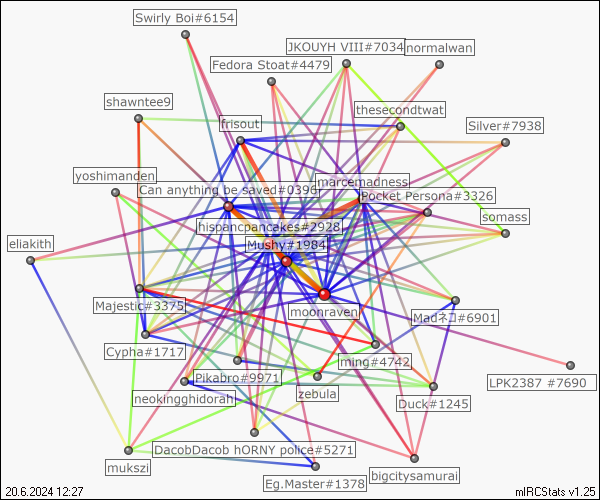 Swirly Boi#6154
JKOUYH VIII#7034
normalwan
Fedora Stoat#4479
shawntee9
thesecondtwat
frisout
Silver#7938
yoshimanden
marcemadness
Can anything be saved#0396
Pocket Persona#3326
somass
hispancpancakes#2928
eliakith
Mushy#1984
Majestic#3375
moonraven
Madネコ#6901
Cypha#1717
ming#4742
Pikabro#9971
LPK2387 #7690
neokingghidorah
zebula
Duck#1245
DacobDacob hORNY police#5271
mukszi
bigcitysamurai
Eg.Master#1378
20.6.2024 12:27
mIRCStats v1.25